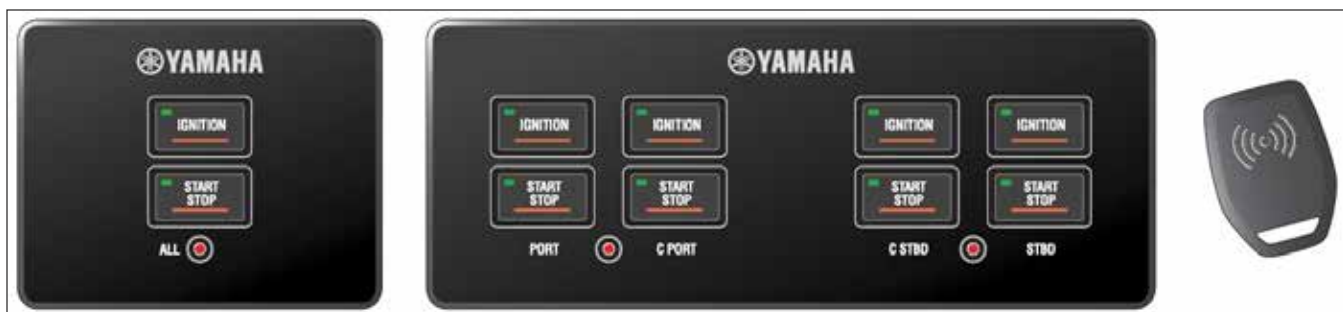 YAMAHA
IGNITION
START
STOP
ALL
YAMAHA
IGNITION IGNITION IGNITION IGNITION
START START START START
STOP STOP STOP STOP
PORT C PORT C STBD STBD